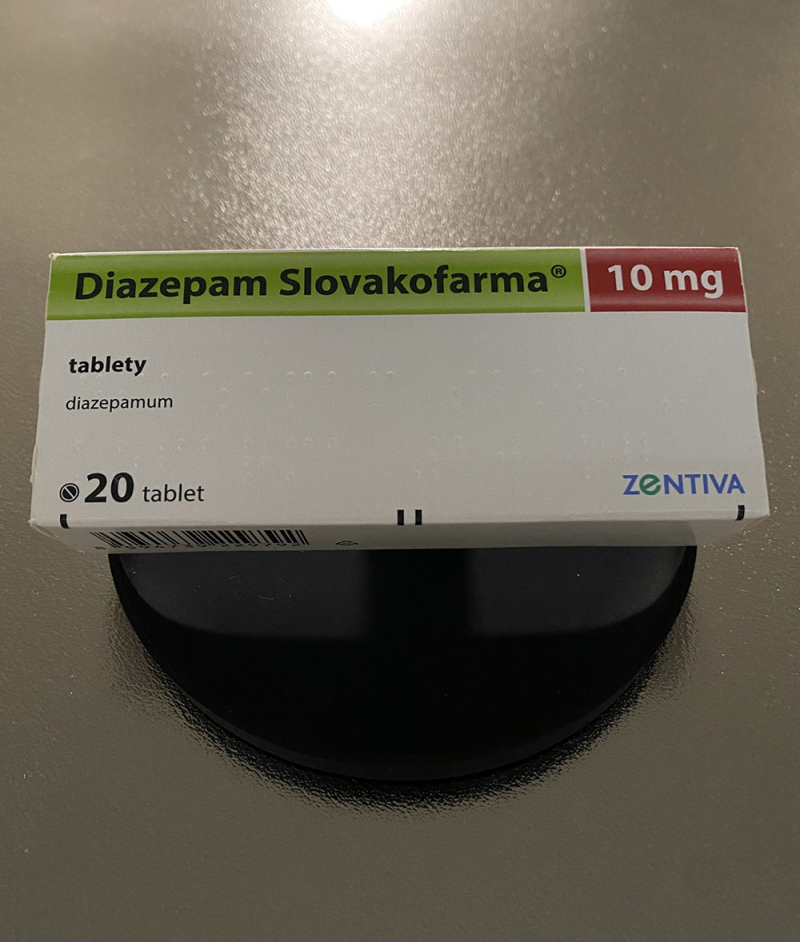 Diazepam Slovakofarma® 10 mg
tablety
diazepamum
20 tablet
ZENTIVA